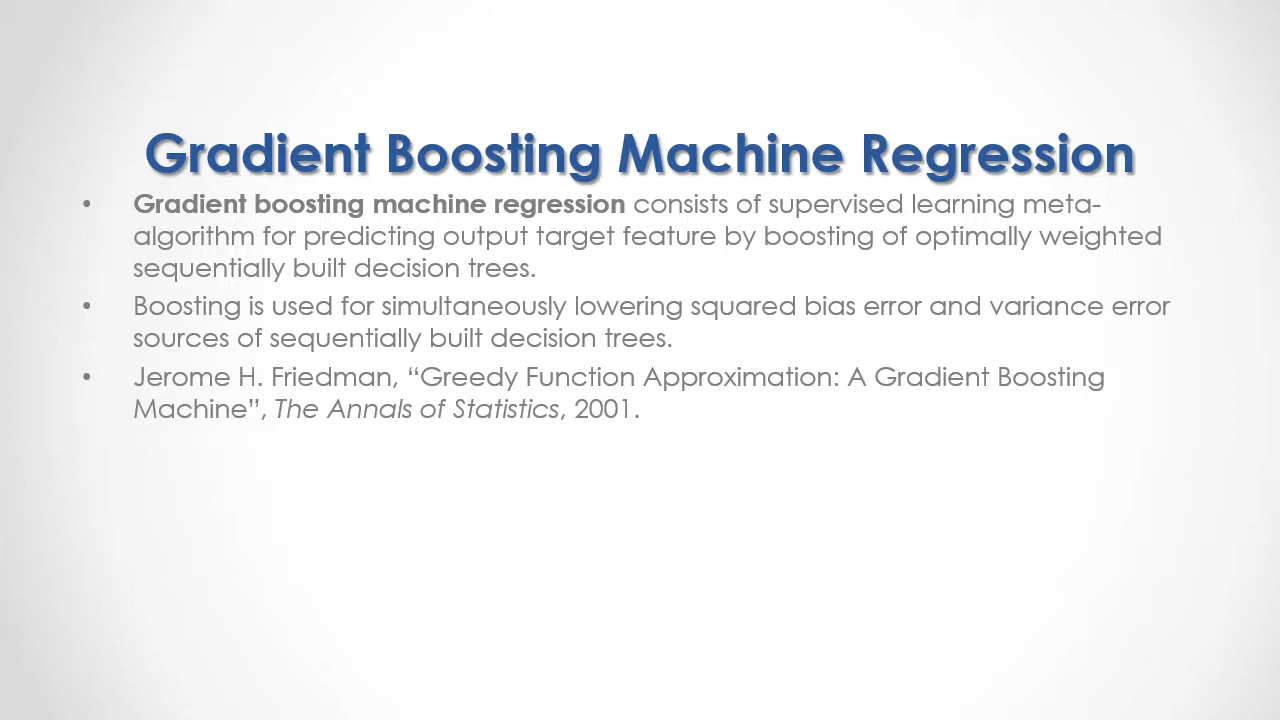 Gradient Boosting Machine Regression
• Gradient boosting machine regression consists of supervised learning meta-
algorithm for predicting output target feature by boosting of optimally weighted
sequentially built decision trees.
• Boosting is used for simultaneously lowering squared bias error and variance error
sources of sequentially built decision trees.
• Jerome H. Friedman, “Greedy Function Approximation: A Gradient Boosting
Machine”, The Annals of Statistics, 2001.